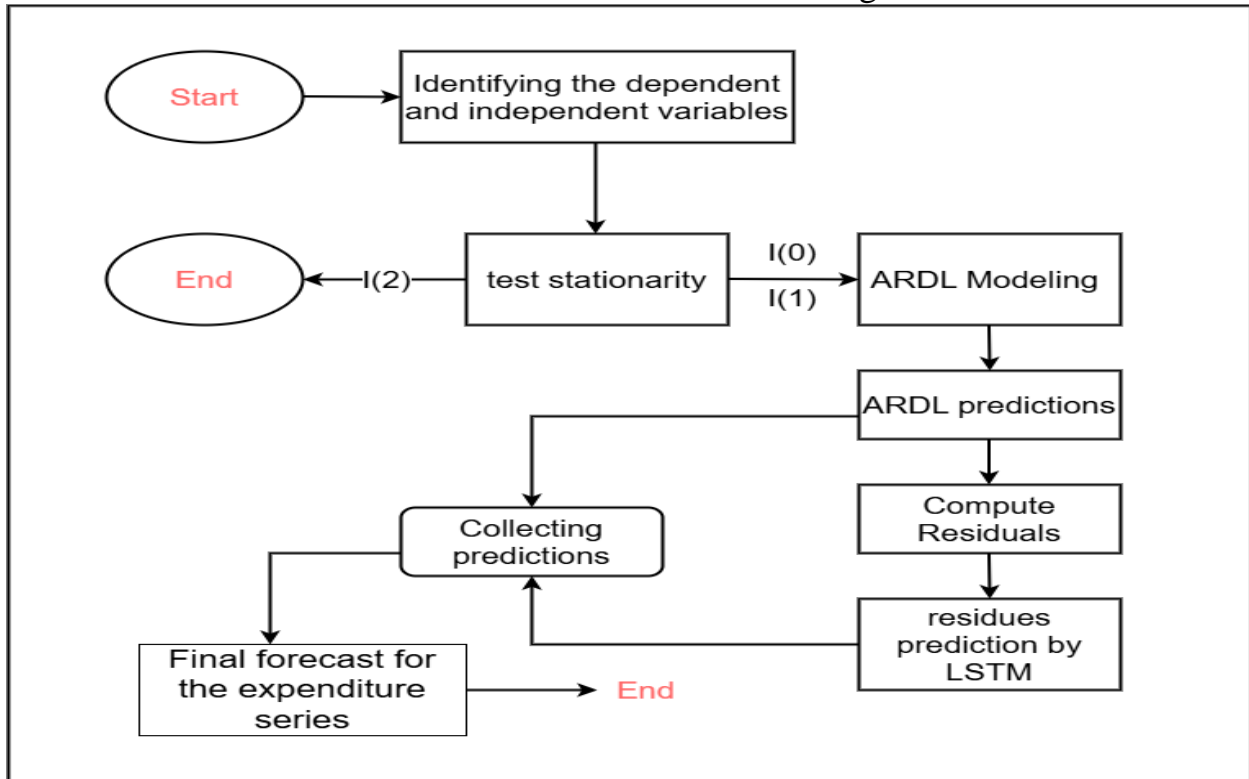 Start
Identifying the dependent
and independent variables
End
I(2)
test stationarity
I(0)
I(1)
ARDL Modeling
ARDL predictions
Compute
Residuals
Collecting
predictions
residues
prediction by
LSTM
Final forecast for
the expenditure
series
End